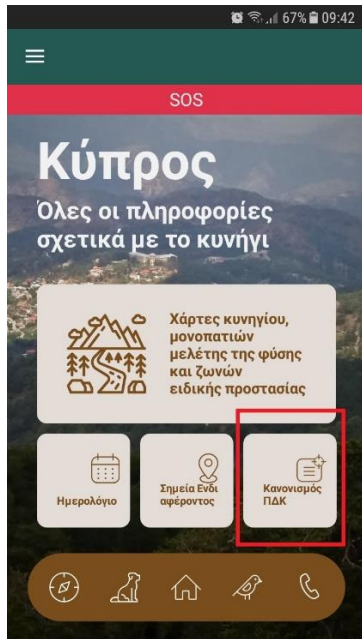 67% 09:42
SOS
Κύπρος
Όλες οι πληροφορίες
σχετικά με το κυνήγι
Χάρτες κυνηγίου,
μονοπατιών
μελέτης της φύσης
και ζωνών
ειδικής προστασίας
Ημερολόγιο
Σημεία Ενδι
αφέροντος
Κανονισμός
ΠΔΚ